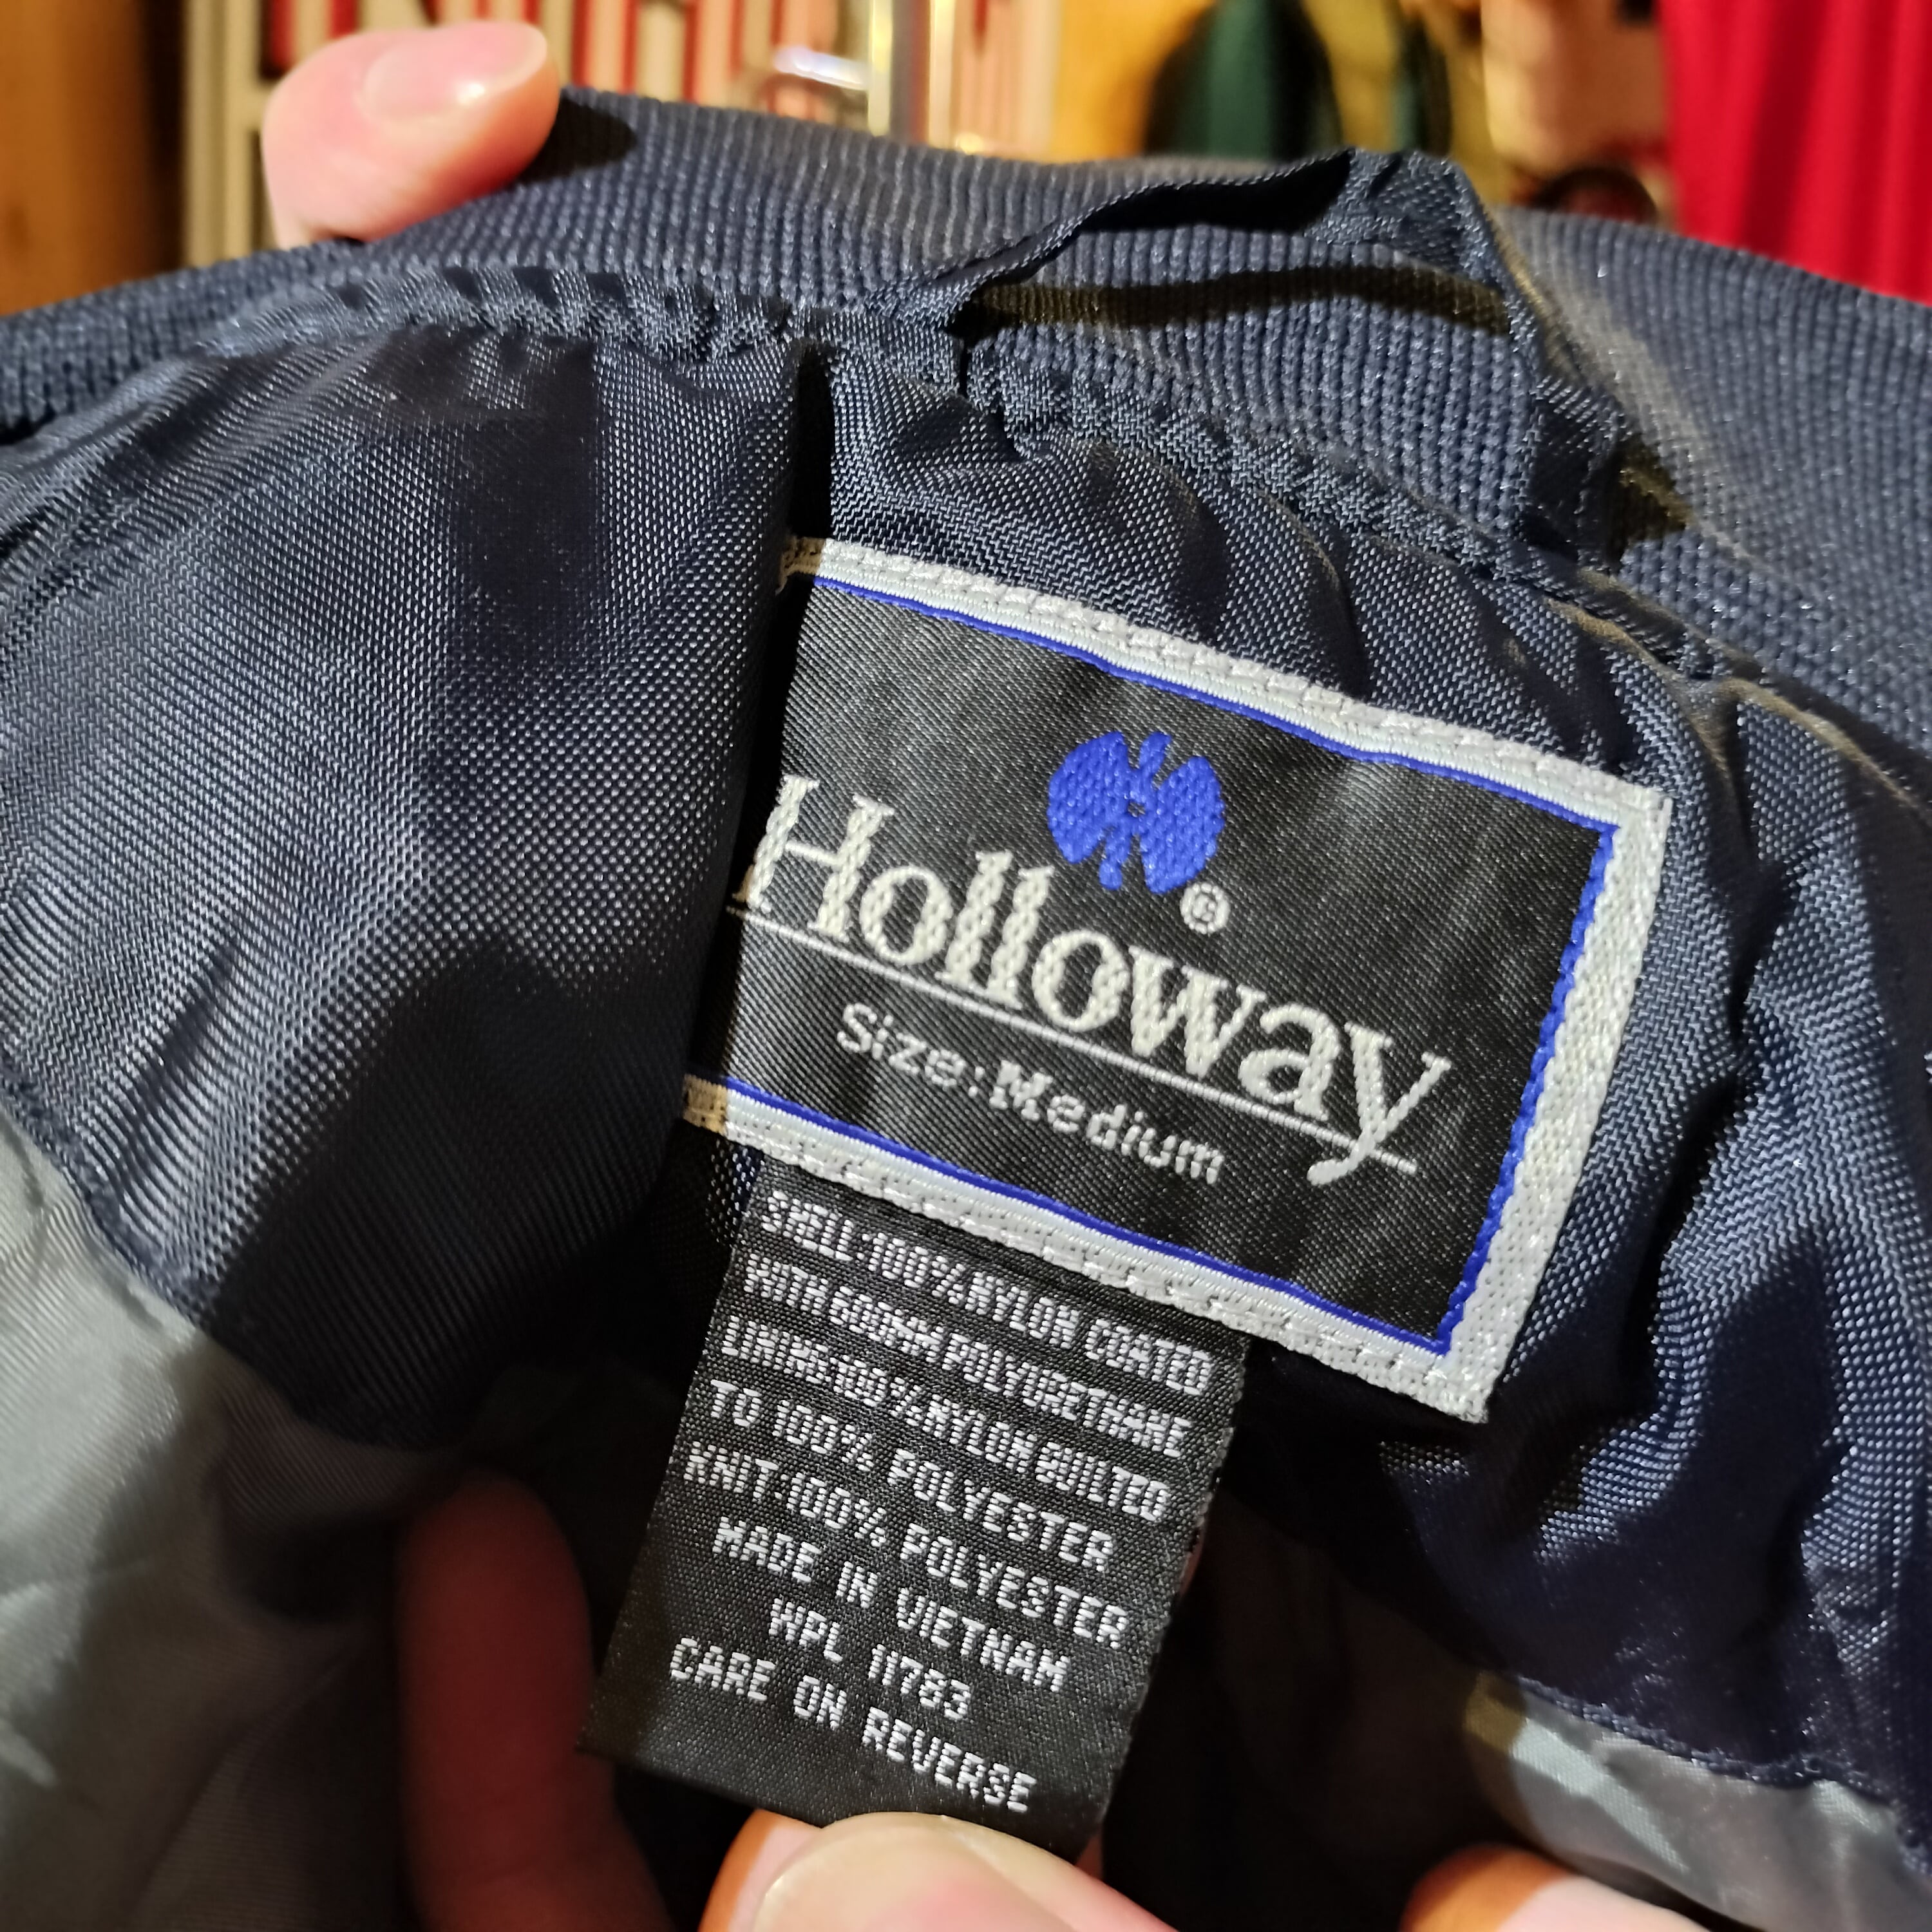 Holloway®
Size: Medium
SHELL: 100% NYLON COATED
WITH 600MM POLYURETHANE
LINING: 100% NYLON QUILTED
TO 100% POLYESTER
KNIT: 100% POLYESTER
MADE IN VIETNAM
WPL 11783
CARE ON REVERSE